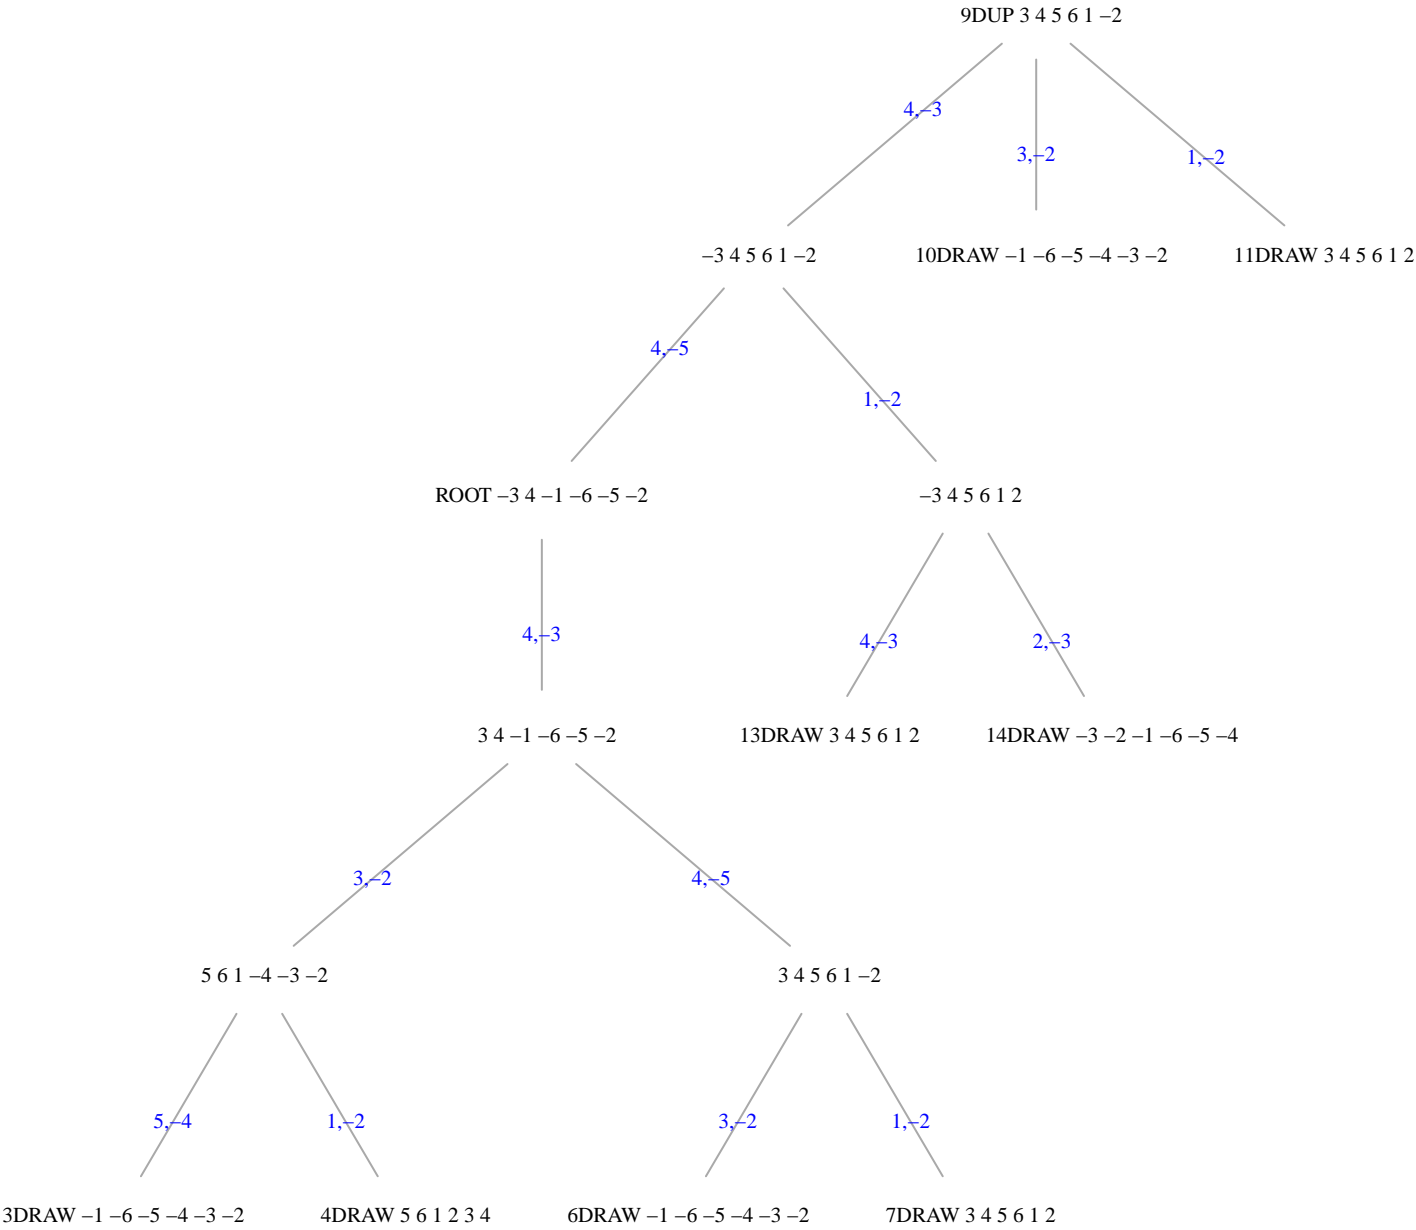 9DUP 3 4 5 6 1 –2
4,–3
3,–2
1,–2
–3 4 5 6 1 –2
10DRAW –1 –6 –5 –4 –3 –2
11DRAW 3 4 5 6 1 2
4,–5
1,–2
ROOT –3 4 –1 –6 –5 –2
–3 4 5 6 1 2
4,–3
4,–3
2,–3
3 4 –1 –6 –5 –2
13DRAW 3 4 5 6 1 2
14DRAW –3 –2 –1 –6 –5 –4
3,–2
4,–5
5 6 1 –4 –3 –2
3 4 5 6 1 –2
5,–4
1,–2
3,–2
1,–2
3DRAW –1 –6 –5 –4 –3 –2
4DRAW 5 6 1 2 3 4
6DRAW –1 –6 –5 –4 –3 –2
7DRAW 3 4 5 6 1 2